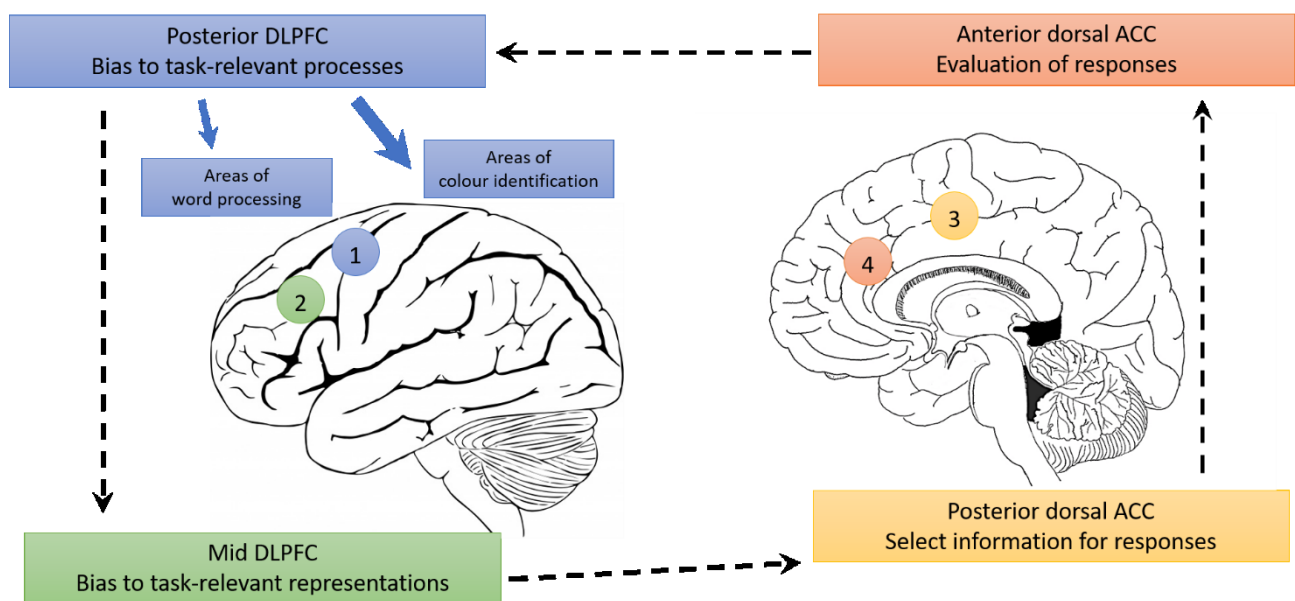 Posterior DLPFC
Bias to task-relevant processes
Anterior dorsal ACC
Evaluation of responses
Areas of
word processing
Areas of
colour identification
1
2
3
4
Mid DLPFC
Bias to task-relevant representations
Posterior dorsal ACC
Select information for responses